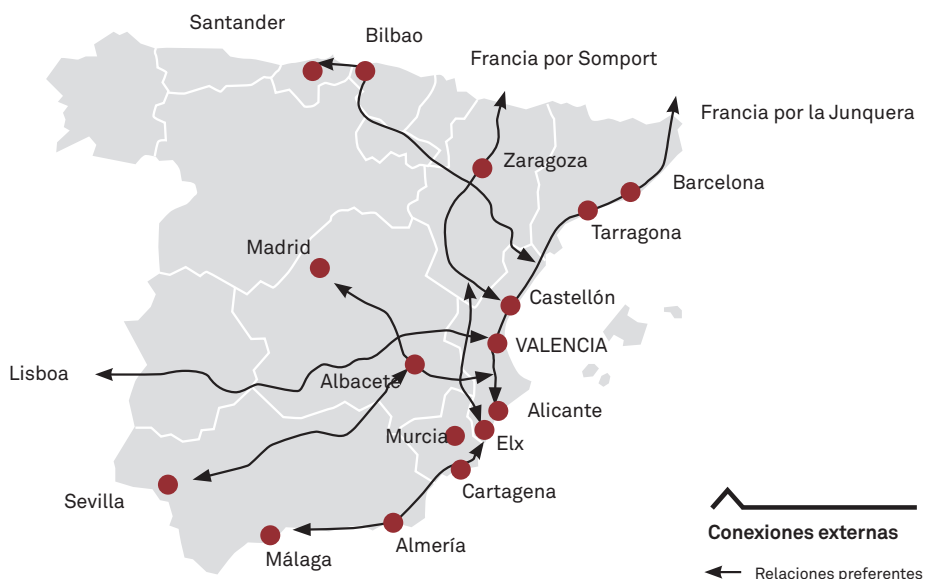 Santander
Bilbao
Francia por Somport
Francia por la Junquera
Zaragoza
Barcelona
Tarragona
Madrid
Castellón
VALENCIA
Lisboa
Albacete
Alicante
Murcia
Elx
Cartagena
Sevilla
Almería
Málaga
Conexiones externas
Relaciones preferentes